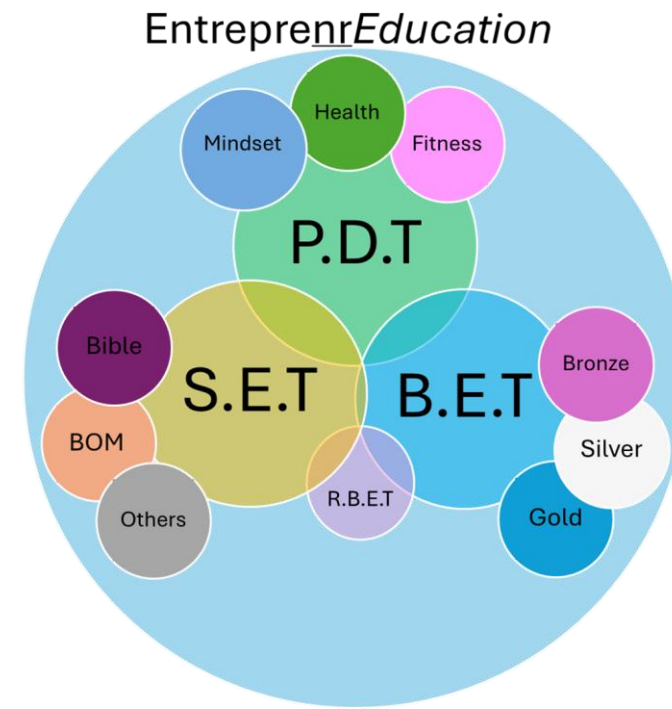 EntreprenrEducation
Health
Mindset
Fitness
P.D.T
Bible
S.E.T
B.E.T
Bronze
BOM
Silver
R.B.E.T
Others
Gold